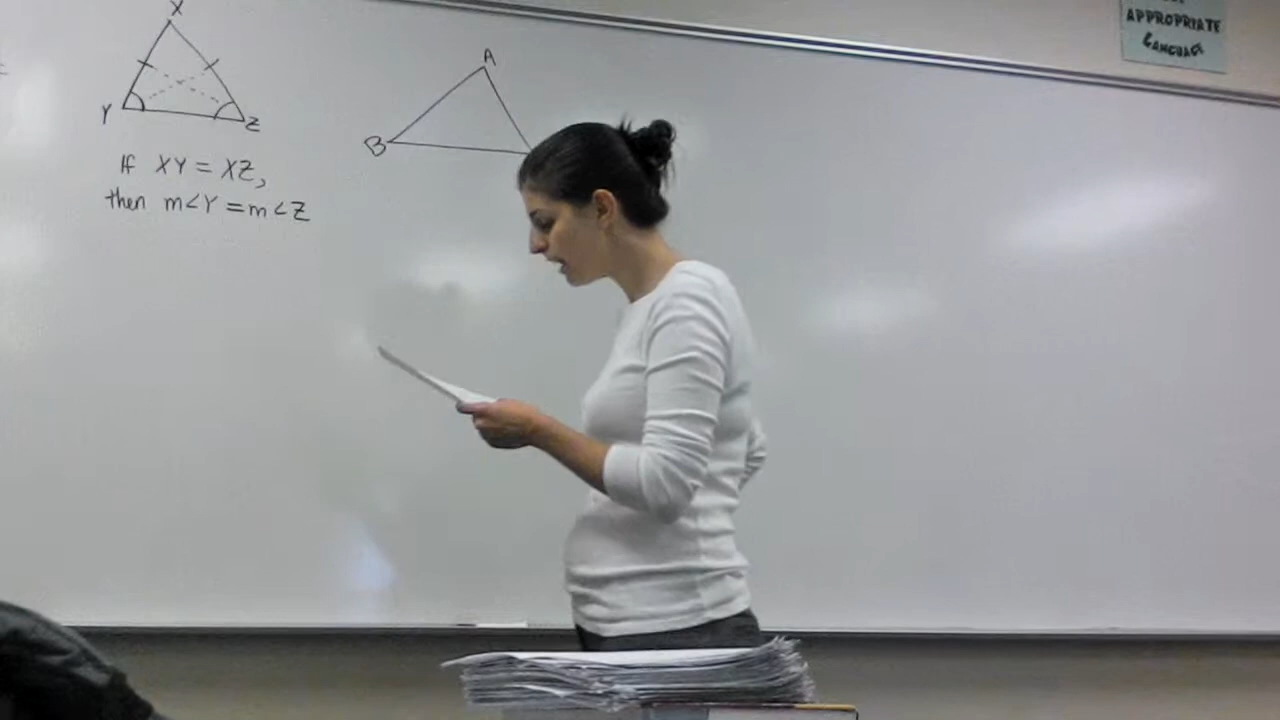 APPROPRIATE
LANGUAGE
X
Y
Z
If XY = XZ,
then m<Y = m<Z
A
B